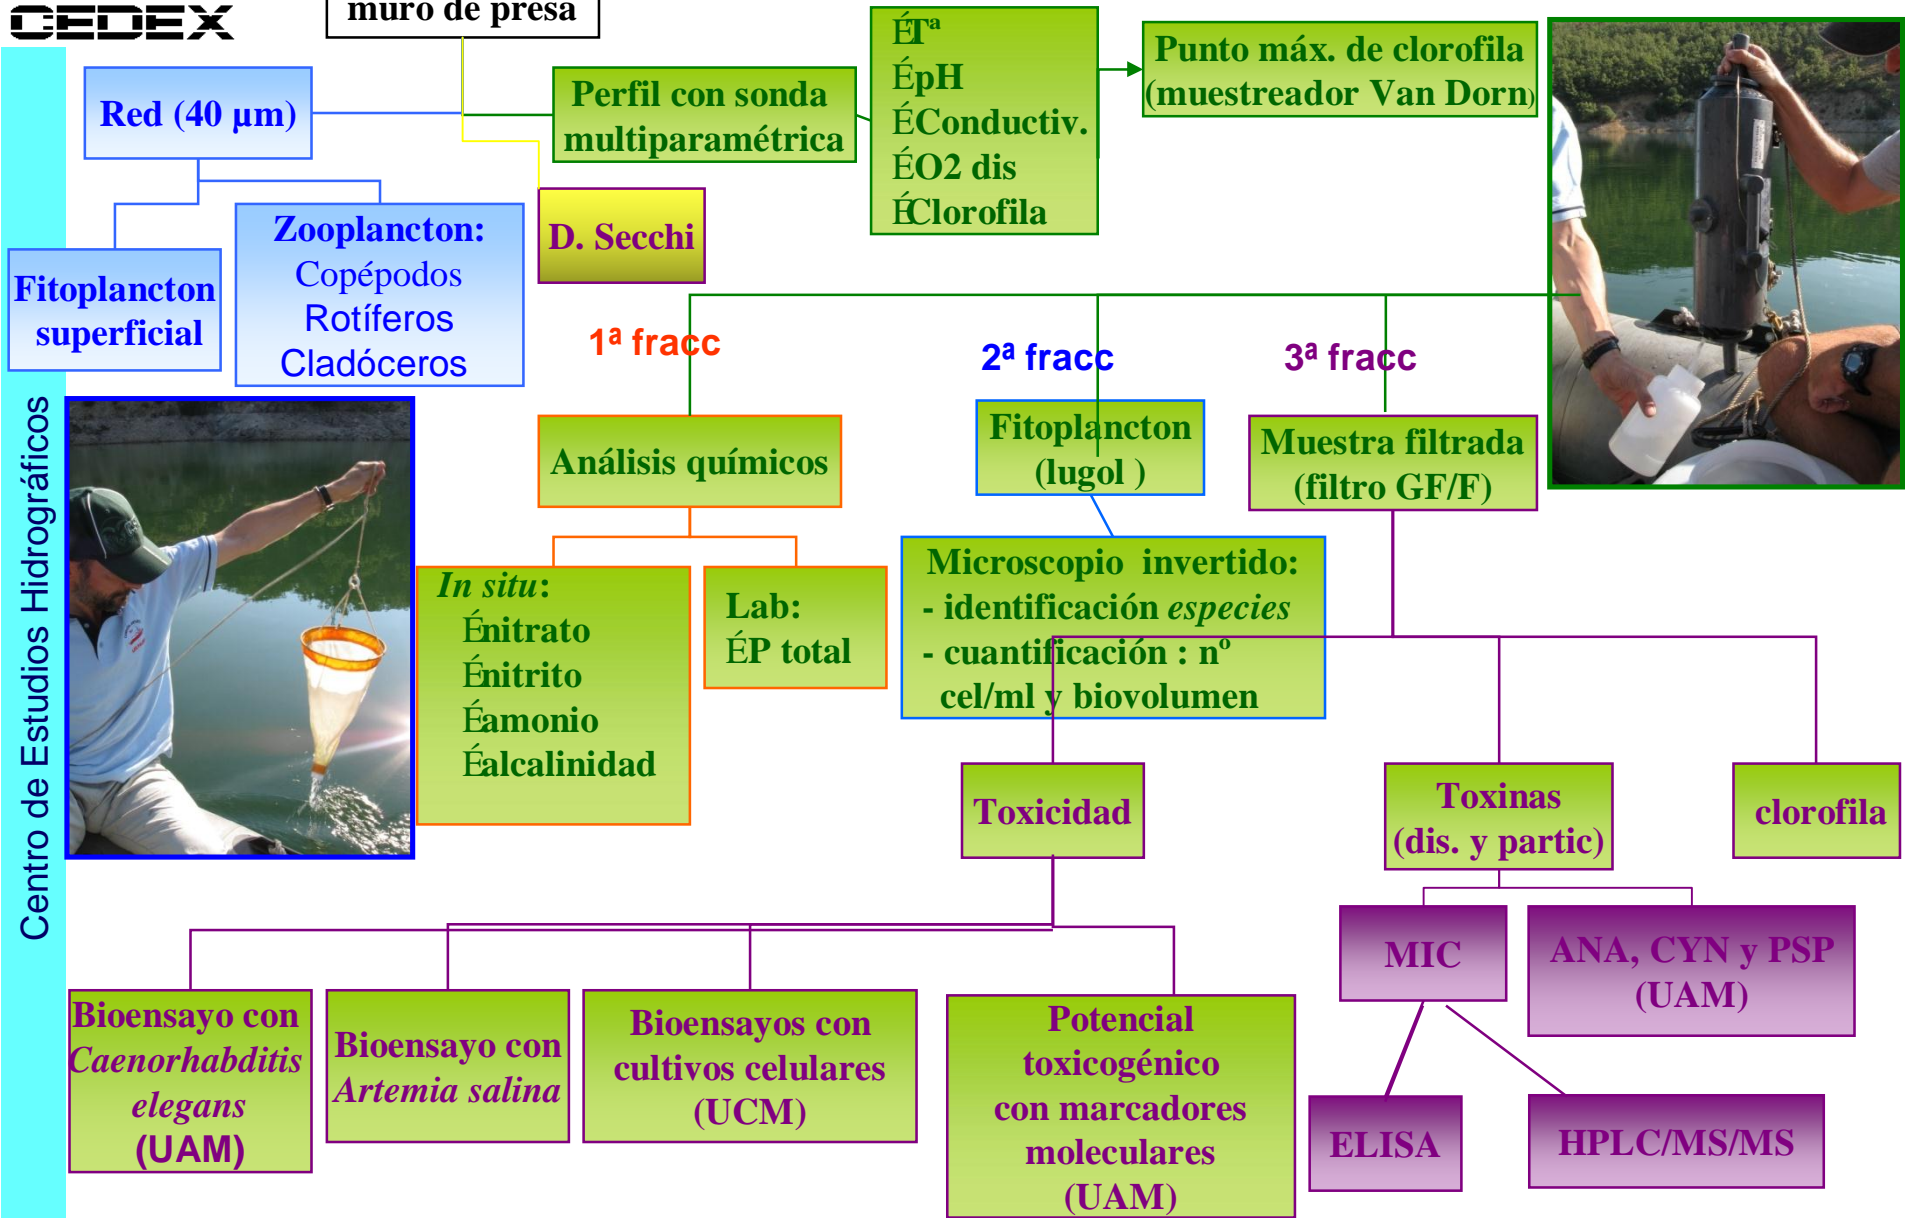 CEDEX
muro de presa
Centro de Estudios Hidrográficos
Red (40 µm)
Fitoplancton
superficial
Zooplancton:
Copépodos
Rotíferos
Cladóceros
Perfil con sonda
multiparamétrica
D. Secchi
ÉTª
ÉpH
ÉConductiv.
ÉO2 dis
ÉClorofila
Punto máx. de clorofila
(muestreador Van Dorn)
1ª fracc
2ª fracc
3ª fracc
Análisis químicos
In situ:
Énitrato
Énitrito
Éamonio
Éalcalinidad
Lab:
ÉP total
Fitoplancton
(lugol )
Microscopio invertido:
- identificación especies
- cuantificación : nº
cel/ml y biovolumen
Muestra filtrada
(filtro GF/F)
Toxicidad
Toxinas
(dis. y partic)
clorofila
Bioensayo con
Caenorhabditis
elegans
(UAM)
Bioensayo con
Artemia salina
Bioensayos con
cultivos celulares
(UCM)
Potencial
toxicogénico
con marcadores
moleculares
(UAM)
MIC
ANA, CYN y PSP
(UAM)
ELISA
HPLC/MS/MS